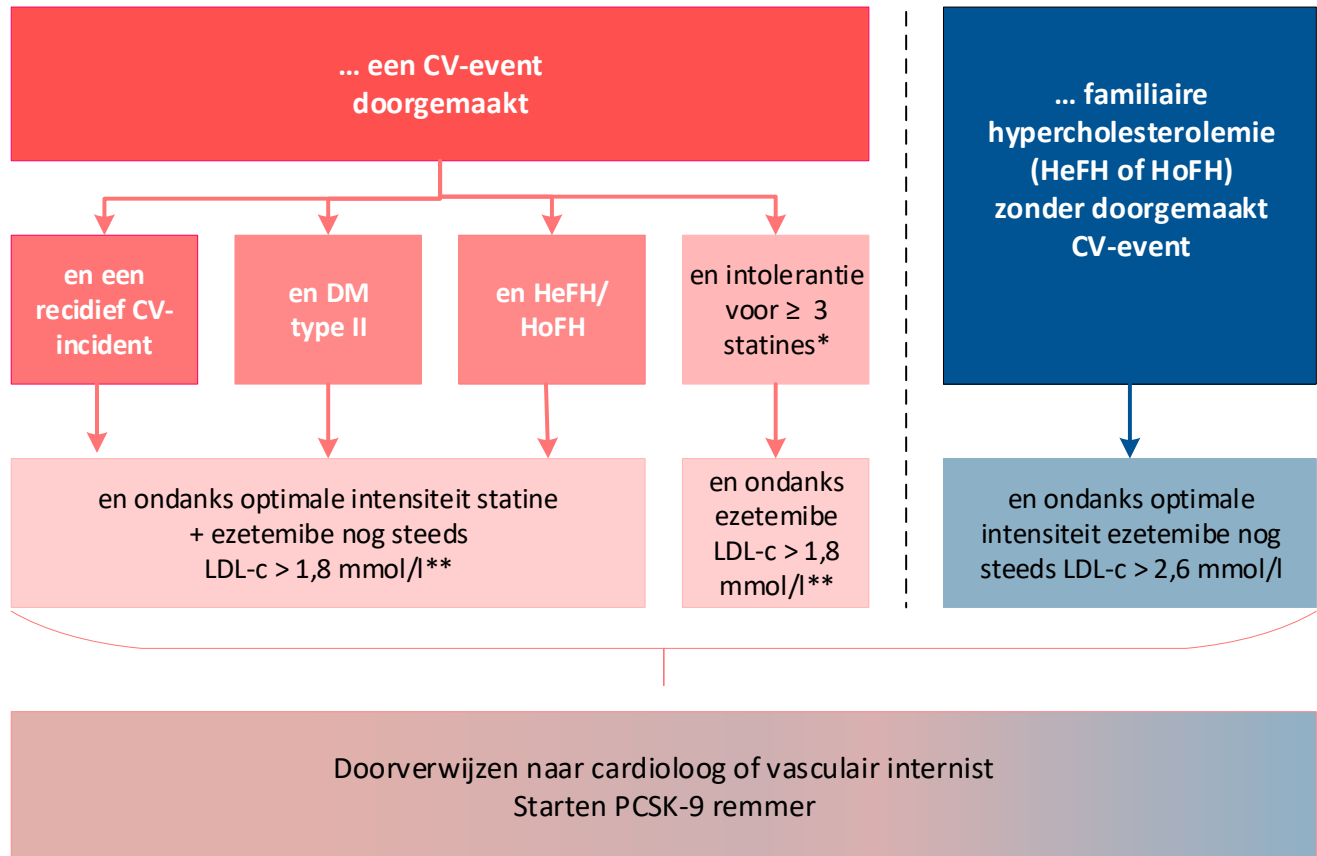 ... een CV-event
doorgemaakt
... familiaire
hypercholesterolemie
(HeFH of HoFH)
zonder doorgemaakt
CV-event
en een
recidief CV-
incident
en DM
type II
en HeFH/
HoFH
en intolerantie
voor ≥ 3
statines*
en ondanks optimale intensiteit statine
+ ezetemibe nog steeds
LDL-c > 1,8 mmol/l**
en ondanks
ezetemibe
LDL-c > 1,8
mmol/l**
en ondanks optimale
intensiteit ezetemibe nog
steeds LDL-c > 2,6 mmol/l
Doorverwijzen naar cardioloog of vasculair internist
Starten PCSK-9 remmer